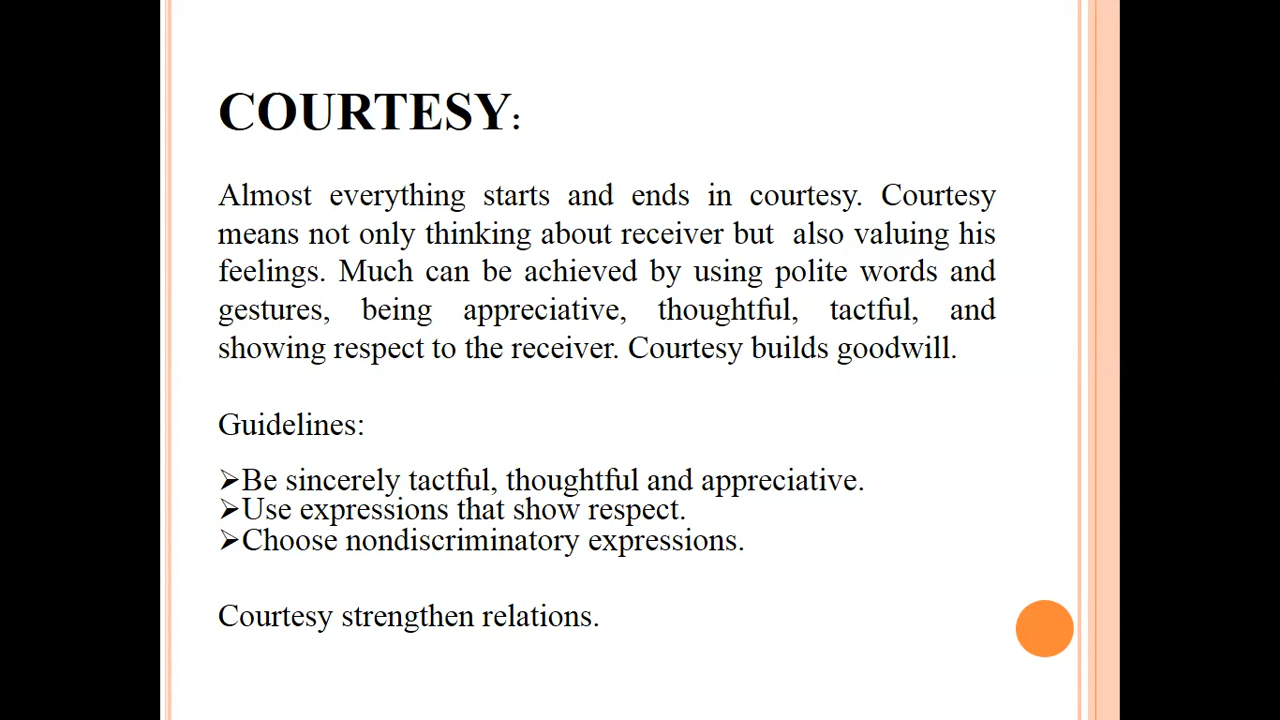 COURTESY:
Almost everything starts and ends in courtesy. Courtesy
means not only thinking about receiver but  also valuing his
feelings. Much can be achieved by using polite words and
gestures, being appreciative, thoughtful, tactful, and
showing respect to the receiver. Courtesy builds goodwill.
Guidelines:
➢Be sincerely tactful, thoughtful and appreciative.
➢Use expressions that show respect.
➢Choose nondiscriminatory expressions.
Courtesy strengthen relations.